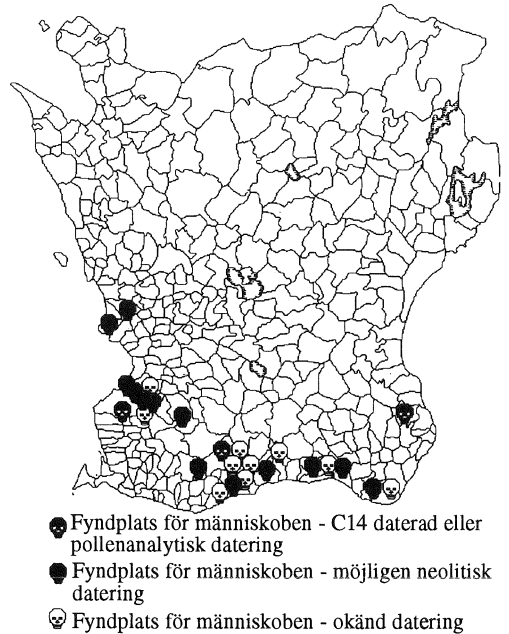 Fyndplats för människoben - C14 daterad eller
pollenanalytisk datering
Fyndplats för människoben - möjligen neolitisk
datering
Fyndplats för människoben - okänd datering